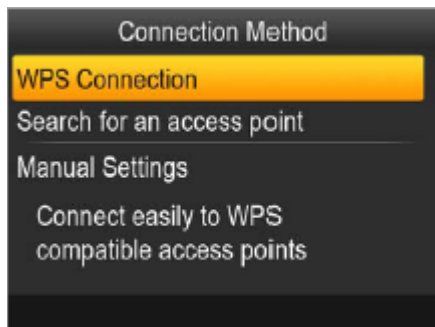 Connection Method
WPS Connection
Search for an access point
Manual Settings
Connect easily to WPS
compatible access points